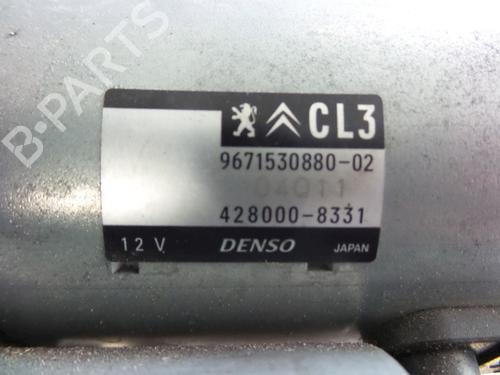 CL3
9671530880-02
04011
428000-8331
12 V DENSO JAPAN
B-PARTS